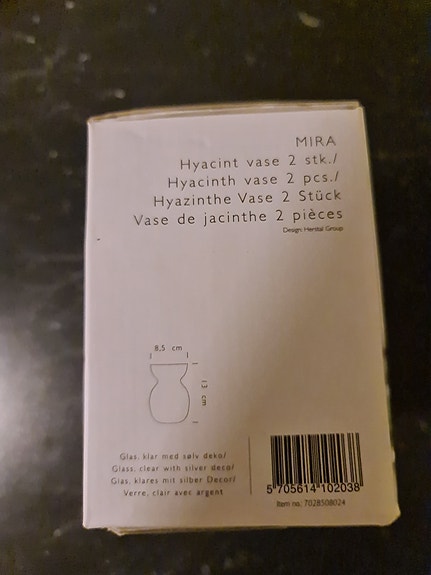 MIRA
Hyacint vase 2 stk./
Hyacinth vase 2 pcs./
Hyazinthe Vase 2 Stück
Vase de jacinthe 2 pièces
Design: Herstal Group
8,5 cm
13 cm
Glas, klar med sølv deko/
Glass, clear with silver deco/
Glas, klares mit silber Decor/
Verre, clair avec argent
5 705614 102038
Item no.: 7028508024